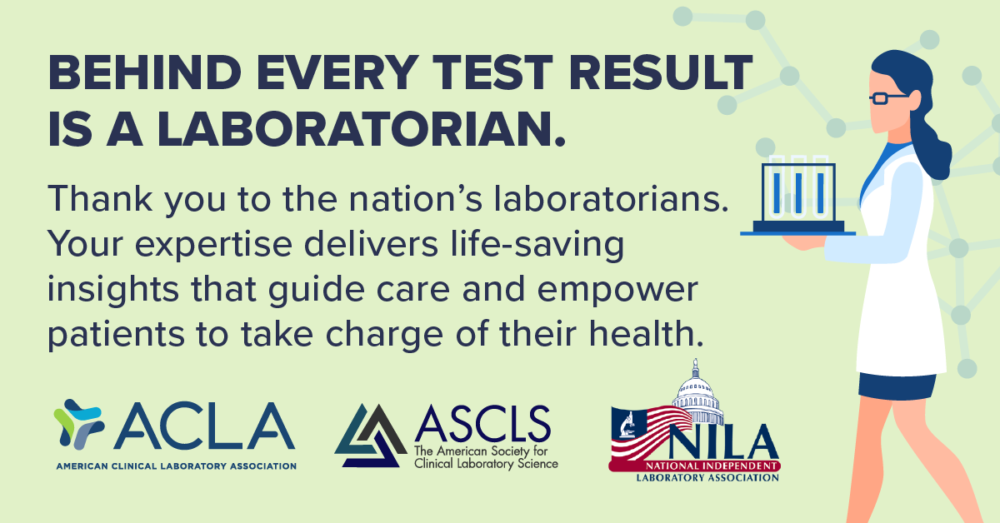 BEHIND EVERY TEST RESULT
IS A LABORATORIAN.
Thank you to the nation’s laboratorians.
Your expertise delivers life-saving
insights that guide care and empower
patients to take charge of their health.
ACLA
AMERICAN CLINICAL LABORATORY ASSOCIATION
ASCLS
The American Society for
Clinical Laboratory Science
NILA
NATIONAL INDEPENDENT
LABORATORY ASSOCIATION